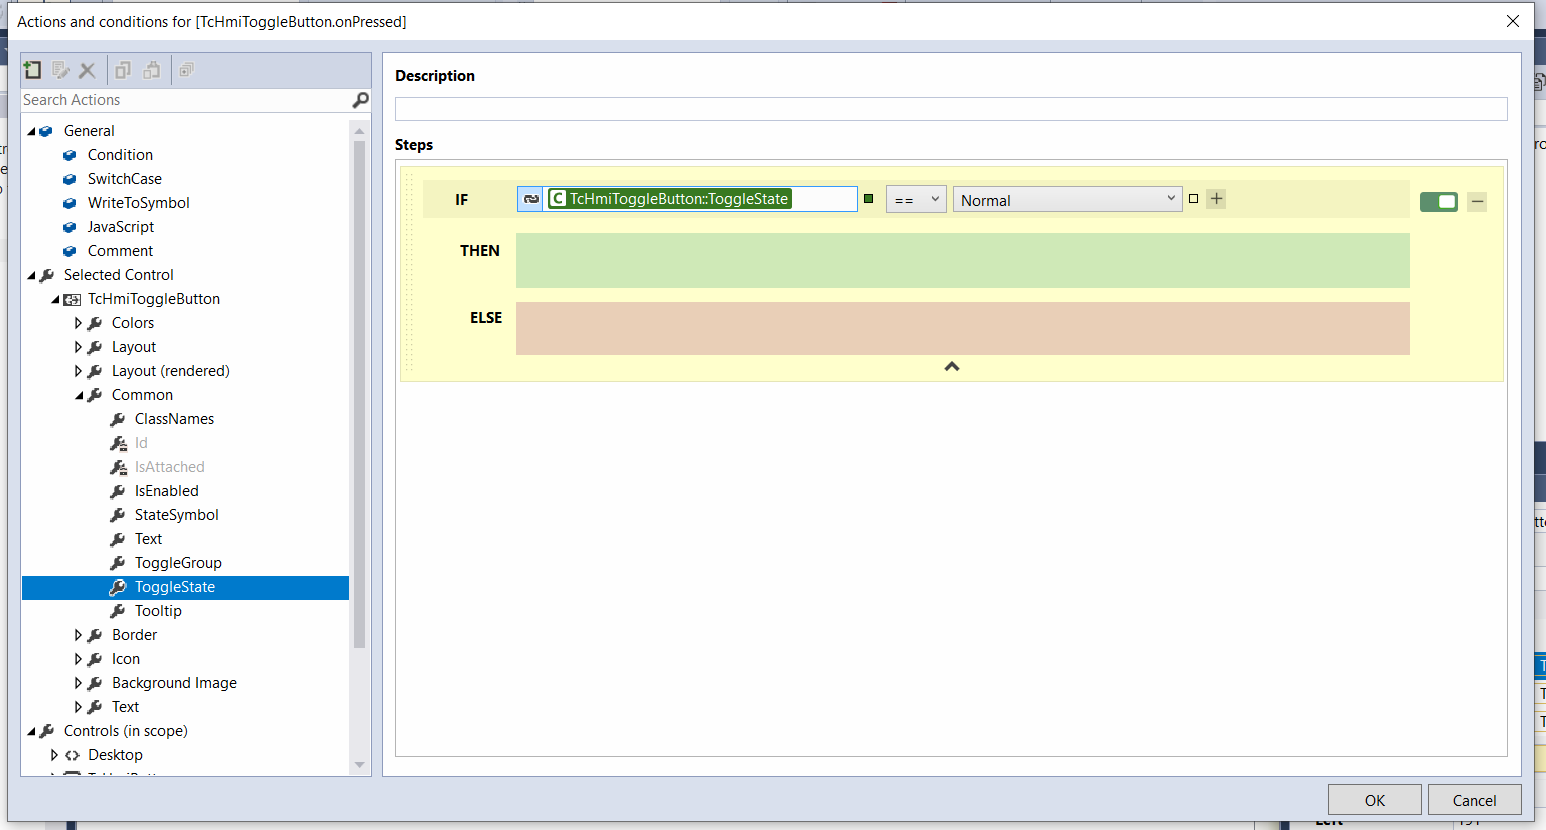 Actions and conditions for [TcHmiToggleButton.onPressed]
Search Actions
General
Condition
SwitchCase
WriteToSymbol
JavaScript
Comment
Selected Control
TcHmiToggleButton
Colors
Layout
Layout (rendered)
Common
ClassNames
Id
IsAttached
IsEnabled
StateSymbol
Text
ToggleGroup
ToggleState
Tooltip
Border
Icon
Background Image
Text
Controls (in scope)
Desktop
Description
Steps
IF C TcHmiToggleButton::ToggleState == Normal +
THEN
ELSE
OK Cancel